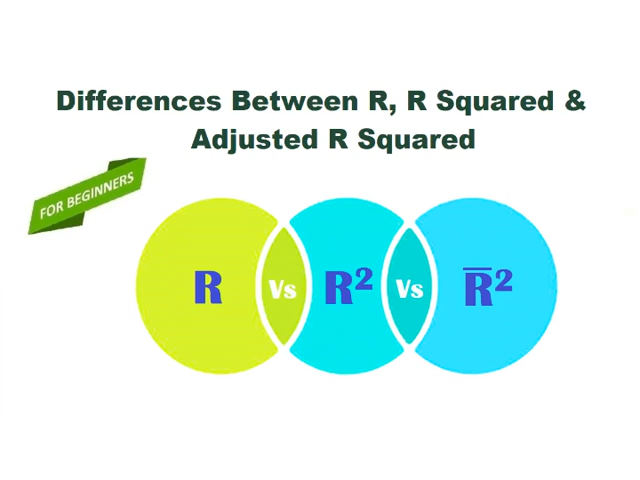 Differences Between R, R Squared &
Adjusted R Squared
FOR BEGINNERS
R Vs R² Vs R̅²